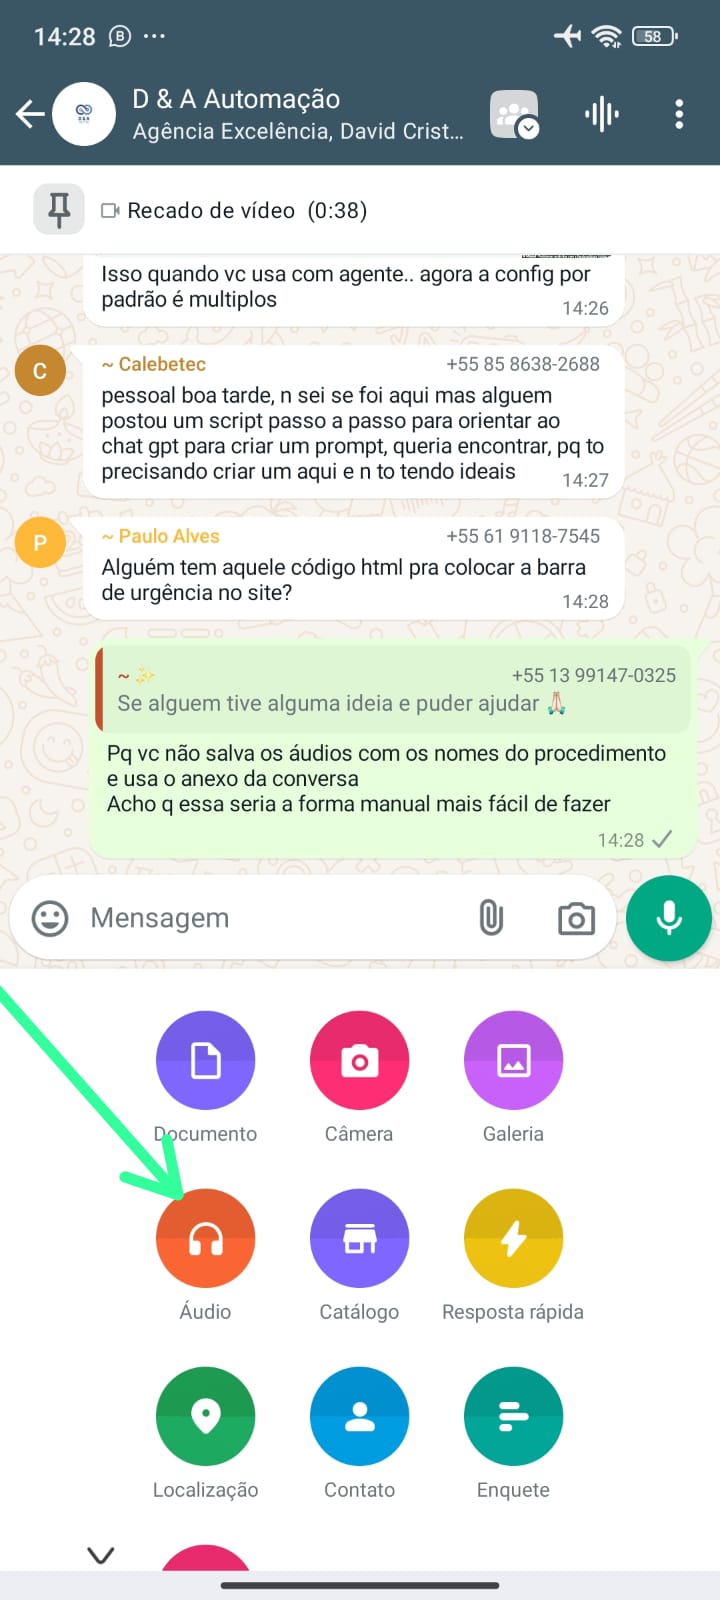 14:28
58
D & A Automação
Agência Excelência, David Crist...
Recado de vídeo (0:38)
Isso quando vc usa com agente.. agora a config por
padrão é multiplos
14:26
C
~ Calebetec
+55 85 8638-2688
pessoal boa tarde, n sei se foi aqui mas alguem
postou um script passo a passo para orientar ao
chat gpt para criar um prompt, queria encontrar, pq to
precisando criar um aqui e n to tendo ideais
14:27
P
~ Paulo Alves
+55 61 9118-7545
Alguém tem aquele código html pra colocar a barra
de urgência no site?
14:28
~ ✨
+55 13 99147-0325
Se alguem tive alguma ideia e puder ajudar 🙏🏻
Pq vc não salva os áudios com os nomes do procedimento
e usa o anexo da conversa
Acho q essa seria a forma manual mais fácil de fazer
14:28
Mensagem
Documento
Câmera
Galeria
Áudio
Catálogo
Resposta rápida
Localização
Contato
Enquete